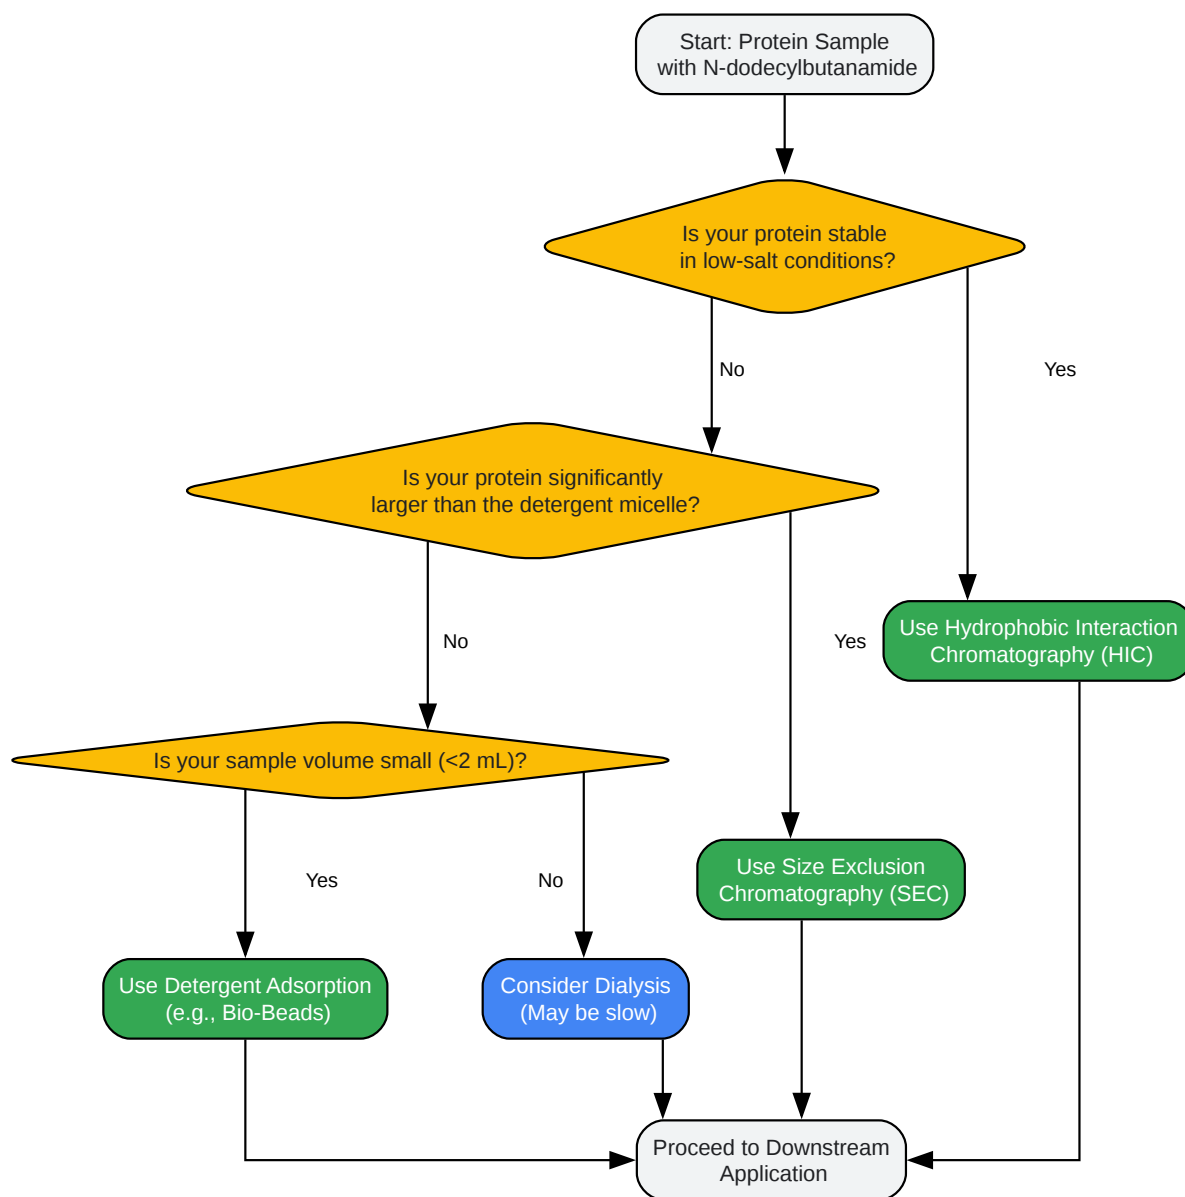 Start: Protein Sample
with N-dodecylbutanamide
Is your protein stable
in low-salt conditions?
No
Yes
Is your protein significantly
larger than the detergent micelle?
No
Yes
Use Hydrophobic Interaction
Chromatography (HIC)
Is your sample volume small (<2 mL)?
Yes
No
Use Size Exclusion
Chromatography (SEC)
Use Detergent Adsorption
(e.g., Bio-Beads)
Consider Dialysis
(May be slow)
Proceed to Downstream
Application